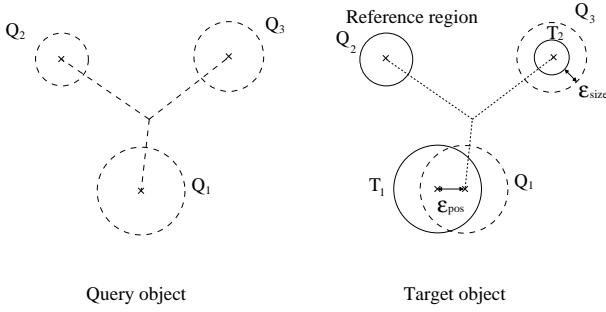 Q2
Q3
Q1
Query object
Reference region
Q2
T2
Q3
εsize
T1
Q1
εpos
Target object